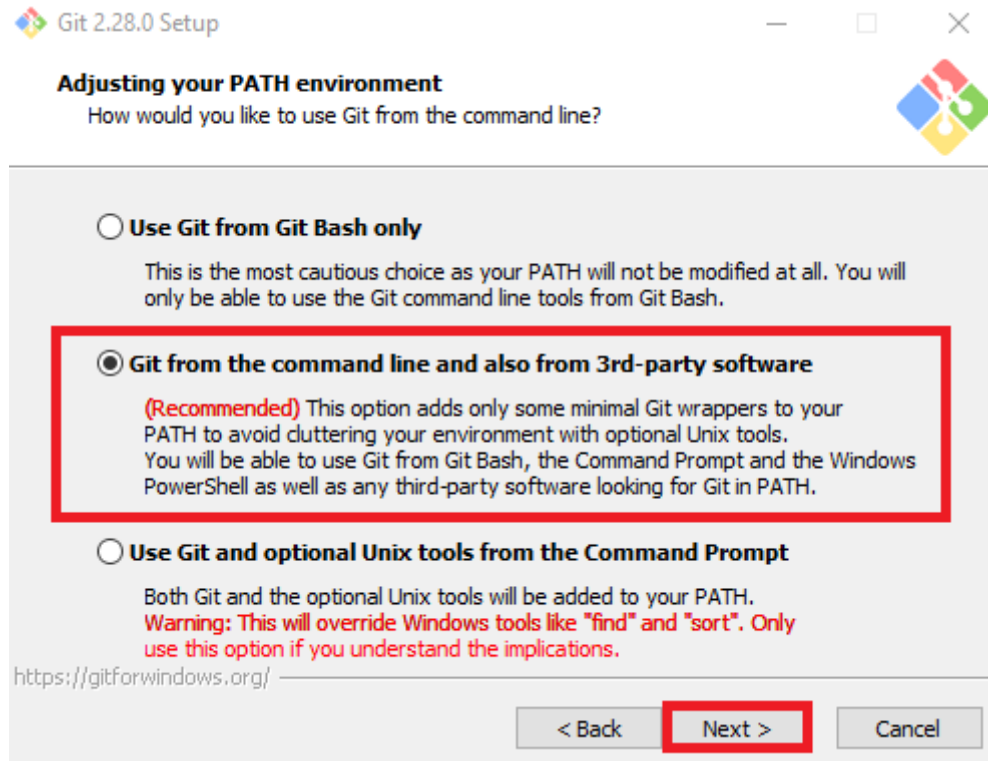 Git 2.28.0 Setup
Adjusting your PATH environment
How would you like to use Git from the command line?
Use Git from Git Bash only
This is the most cautious choice as your PATH will not be modified at all. You will
only be able to use the Git command line tools from Git Bash.
Git from the command line and also from 3rd-party software
(Recommended) This option adds only some minimal Git wrappers to your
PATH to avoid cluttering your environment with optional Unix tools.
You will be able to use Git from Git Bash, the Command Prompt and the Windows
PowerShell as well as any third-party software looking for Git in PATH.
Use Git and optional Unix tools from the Command Prompt
Both Git and the optional Unix tools will be added to your PATH.
Warning: This will override Windows tools like "find" and "sort". Only
use this option if you understand the implications.
https://gitforwindows.org/
< Back Next > Cancel